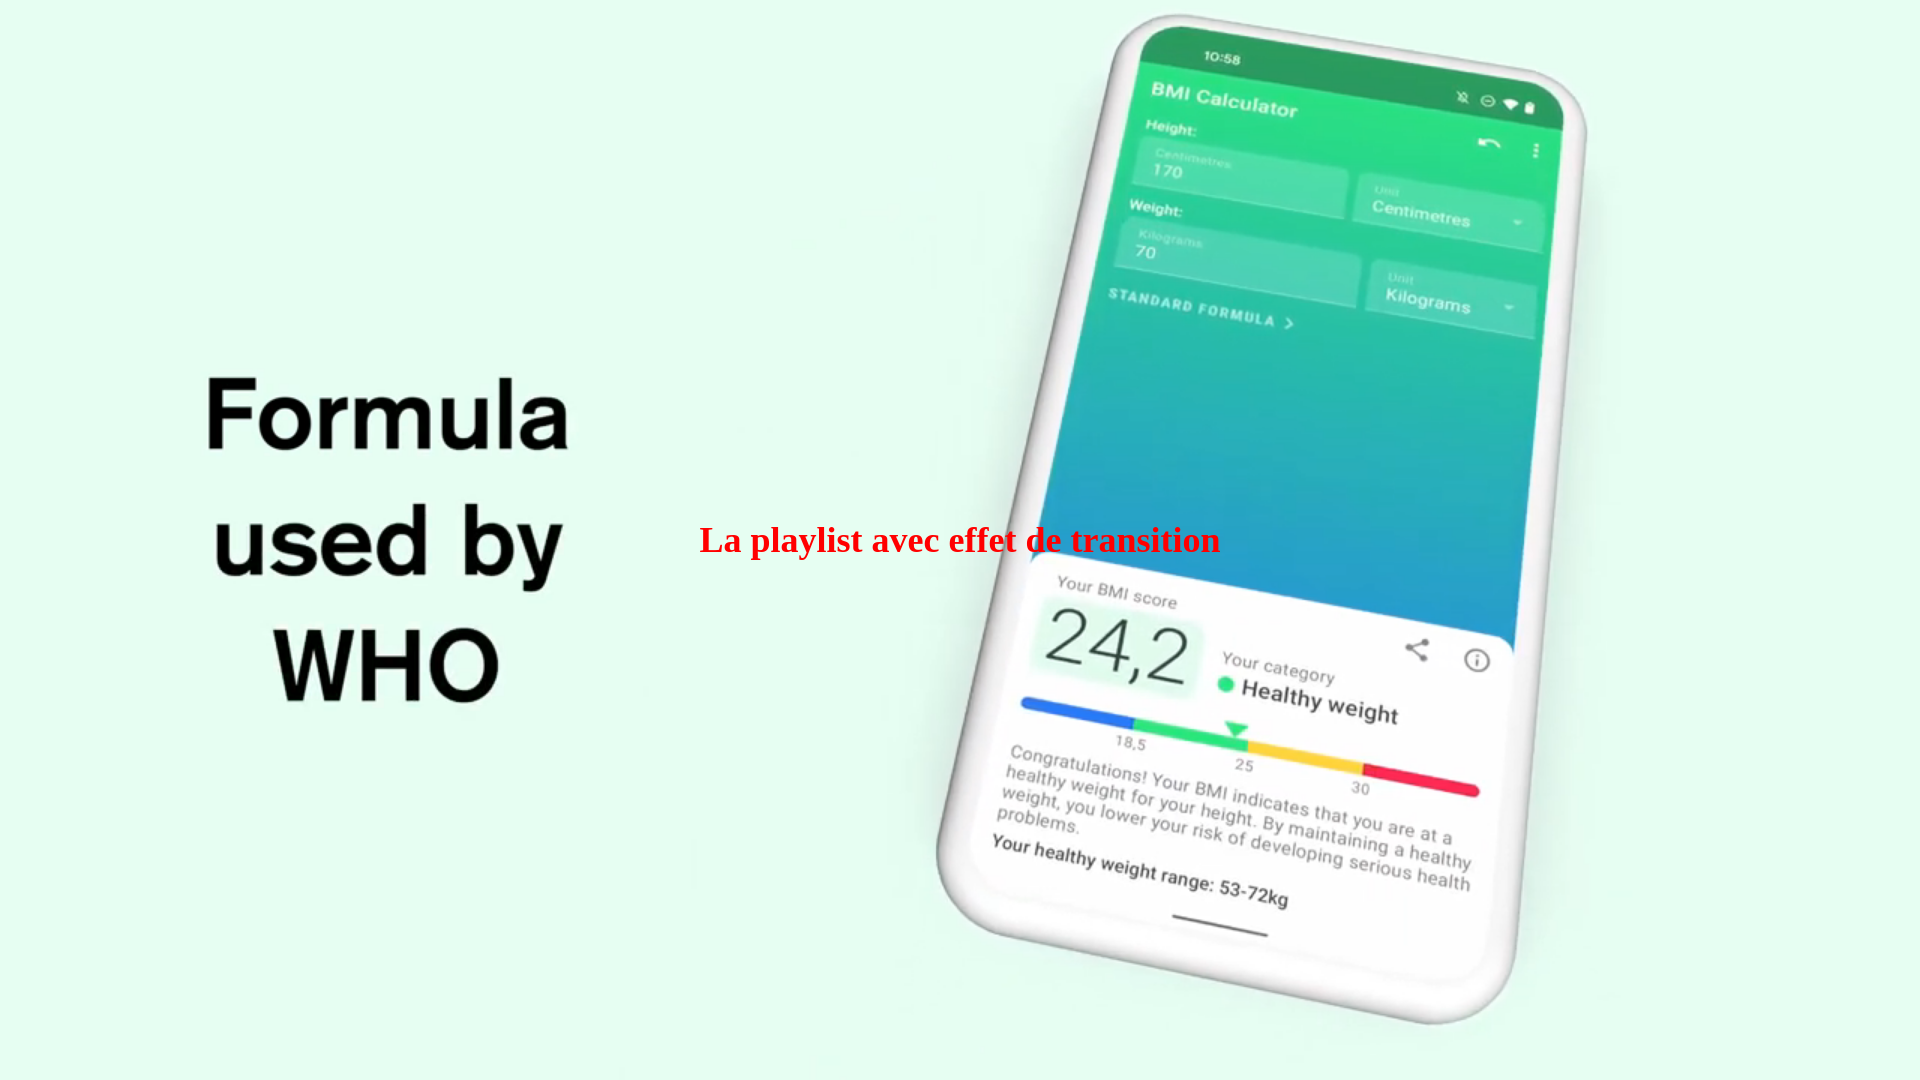 Formula
used by
WHO
La playlist avec effet de transition
10:58
BMI Calculator
Height:
Centimetres
170
Unit
Centimetres
Weight:
Kilograms
70
Unit
Kilograms
STANDARD FORMULA
Your BMI score
24,2
Your category
Healthy weight
18,5
25
30
Congratulations! Your BMI indicates that you are at a
healthy weight for your height. By maintaining a healthy
weight, you lower your risk of developing serious health
problems.
Your healthy weight range: 53-72kg